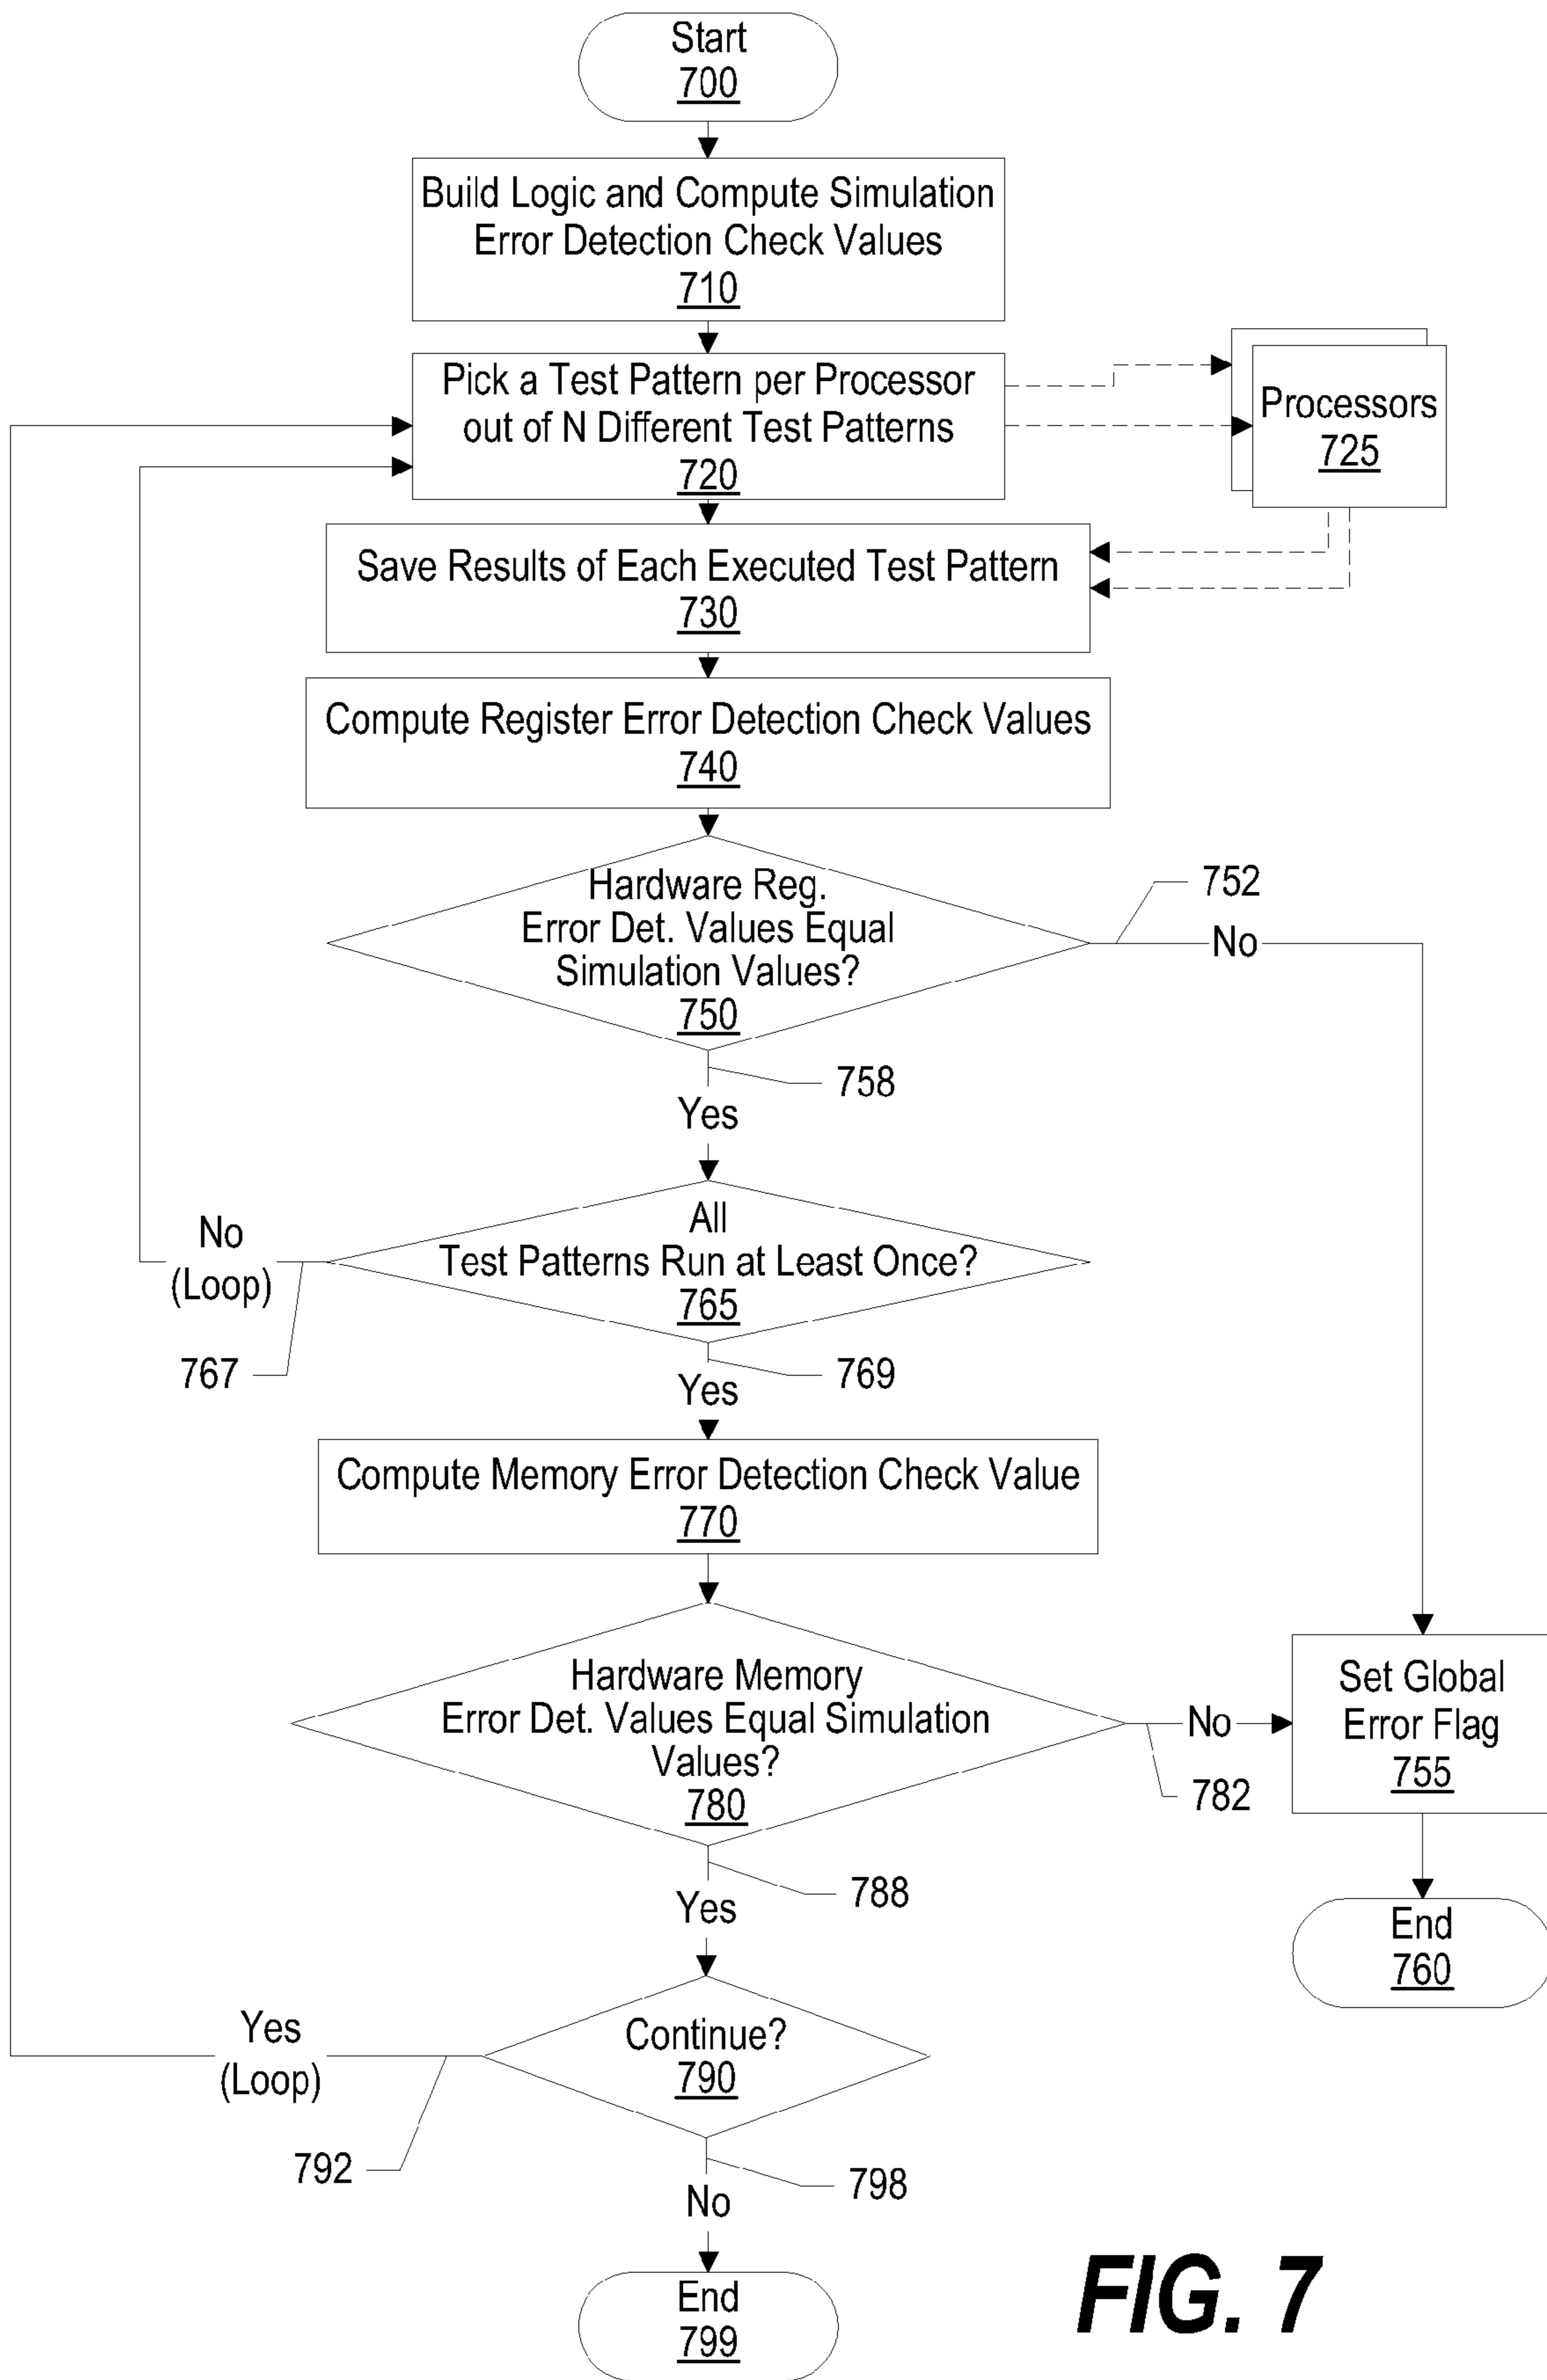 Start
700
Build Logic and Compute Simulation
Error Detection Check Values
710
Pick a Test Pattern per Processor
out of N Different Test Patterns
720
Processors
725
Save Results of Each Executed Test Pattern
730
Compute Register Error Detection Check Values
740
Hardware Reg.
Error Det. Values Equal
Simulation Values?
750
752
No
758
Yes
All
Test Patterns Run at Least Once?
765
No
(Loop)
767
769
Yes
Compute Memory Error Detection Check Value
770
Hardware Memory
Error Det. Values Equal Simulation
Values?
780
No
782
Set Global
Error Flag
755
End
760
788
Yes
Continue?
790
Yes
(Loop)
792
798
No
End
799
FIG. 7